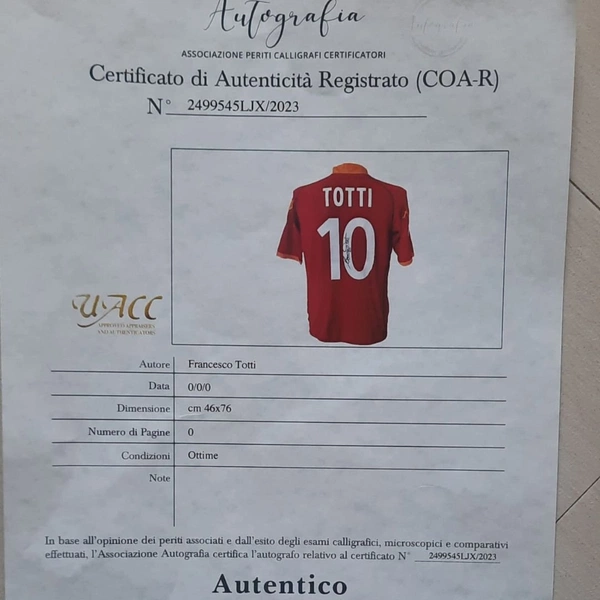 Autografia
ASSOCIAZIONE PERITI CALLIGRAFI CERTIFICATORI
Certificato di Autenticità Registrato (COA-R)
N° 2499545LJX/2023
TOTTI
10
UACC
APPROVED APPRAISERS
AND AUTHENTICATORS
Autore Francesco Totti
Data 0/0/0
Dimensione cm 46x76
Numero di Pagine 0
Condizioni Ottime
Note
In base all'opinione dei periti associati e dall'esito degli esami calligrafici, microscopici e comparativi
effettuati, l'Associazione Autografia certifica l'autografo relativo al certificato N° 2499545LJX/2023
Autentico